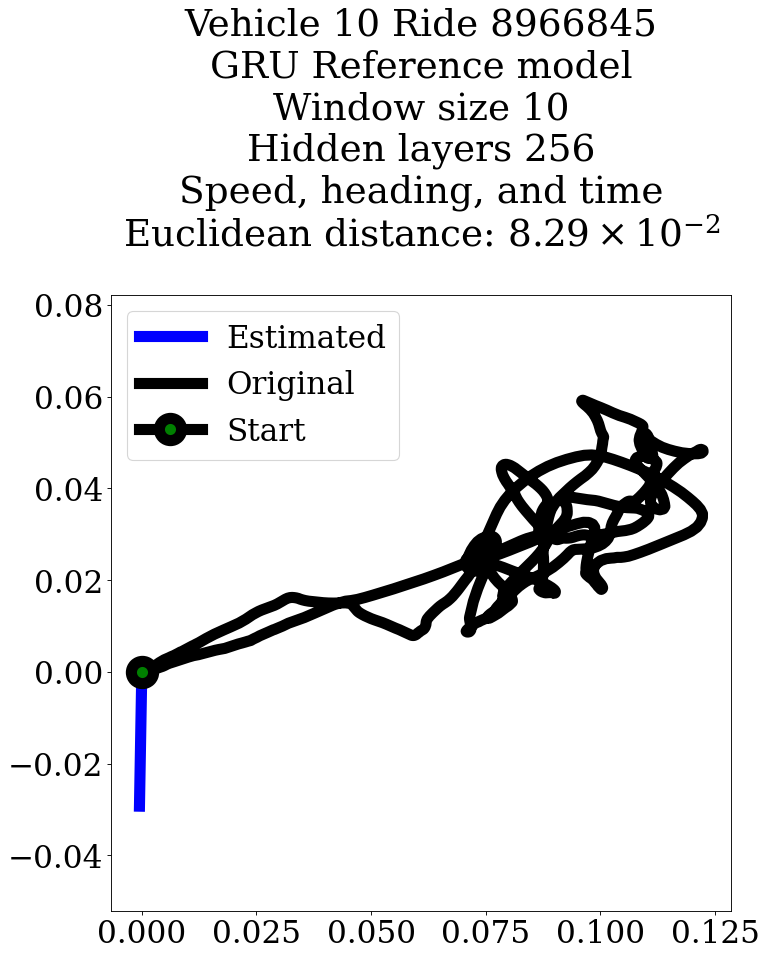 Vehicle 10 Ride 8966845
GRU Reference model
Window size 10
Hidden layers 256
Speed, heading, and time
Euclidean distance: 8.29 × 10⁻²
Estimated
Original
Start
0.08
0.06
0.04
0.02
0.00
−0.02
−0.04
0.000 0.025 0.050 0.075 0.100 0.125